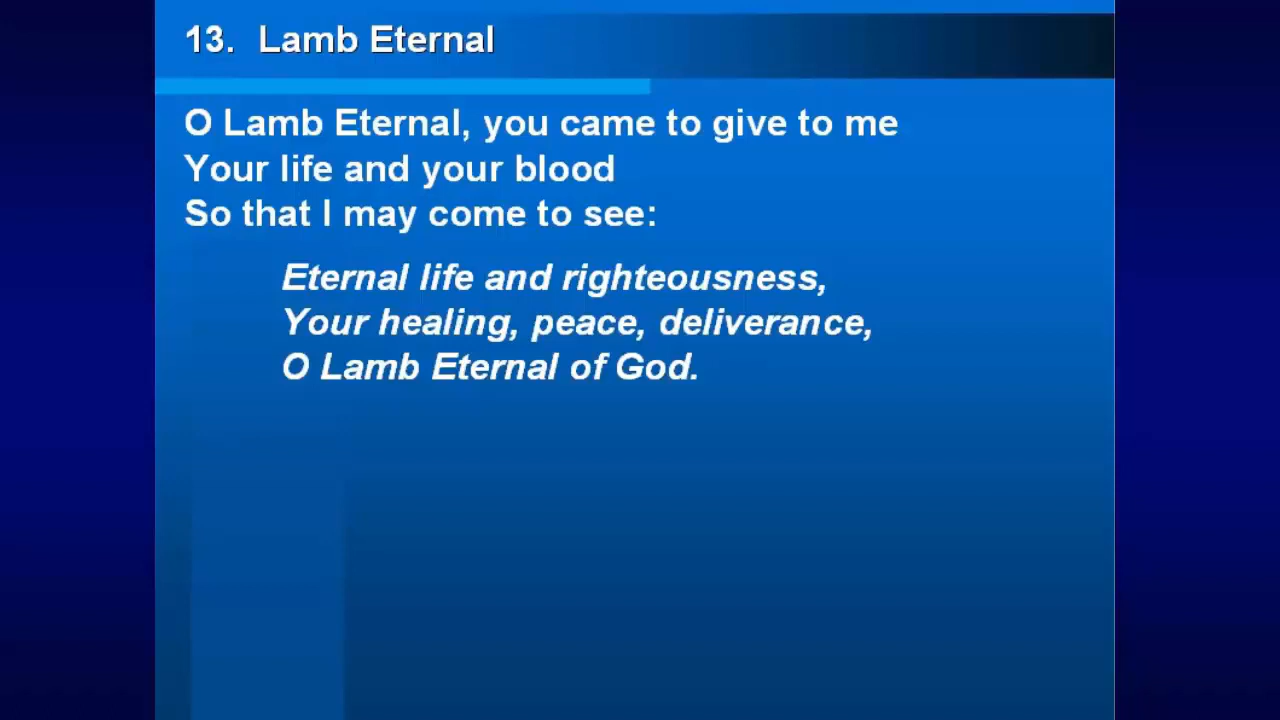 13. Lamb Eternal
O Lamb Eternal, you came to give to me
Your life and your blood
So that I may come to see:
Eternal life and righteousness,
Your healing, peace, deliverance,
O Lamb Eternal of God.